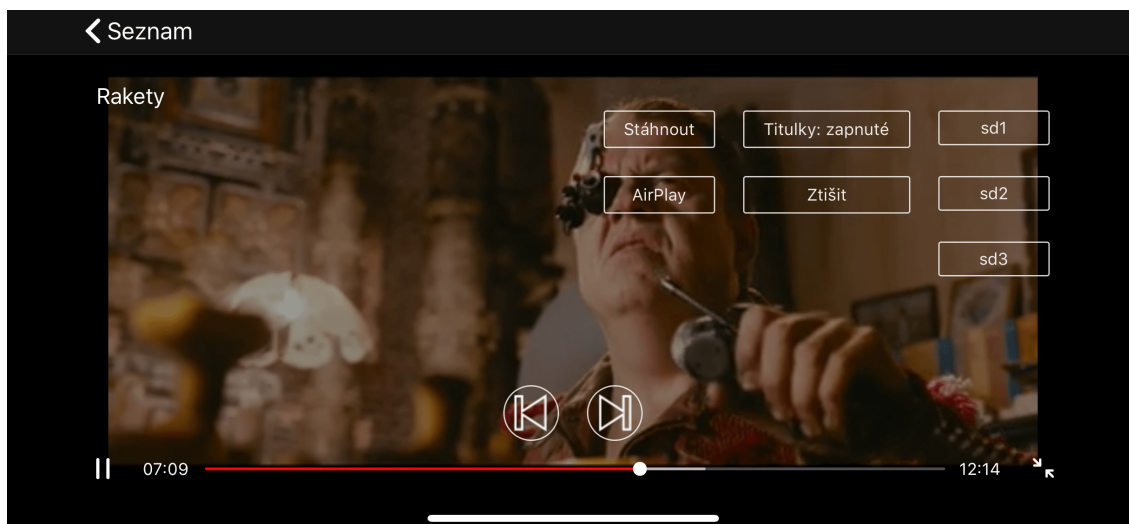 Seznam
Rakety
Stáhnout
Titulky: zapnuté
sd1
AirPlay
Ztišit
sd2
sd3
07:09
12:14